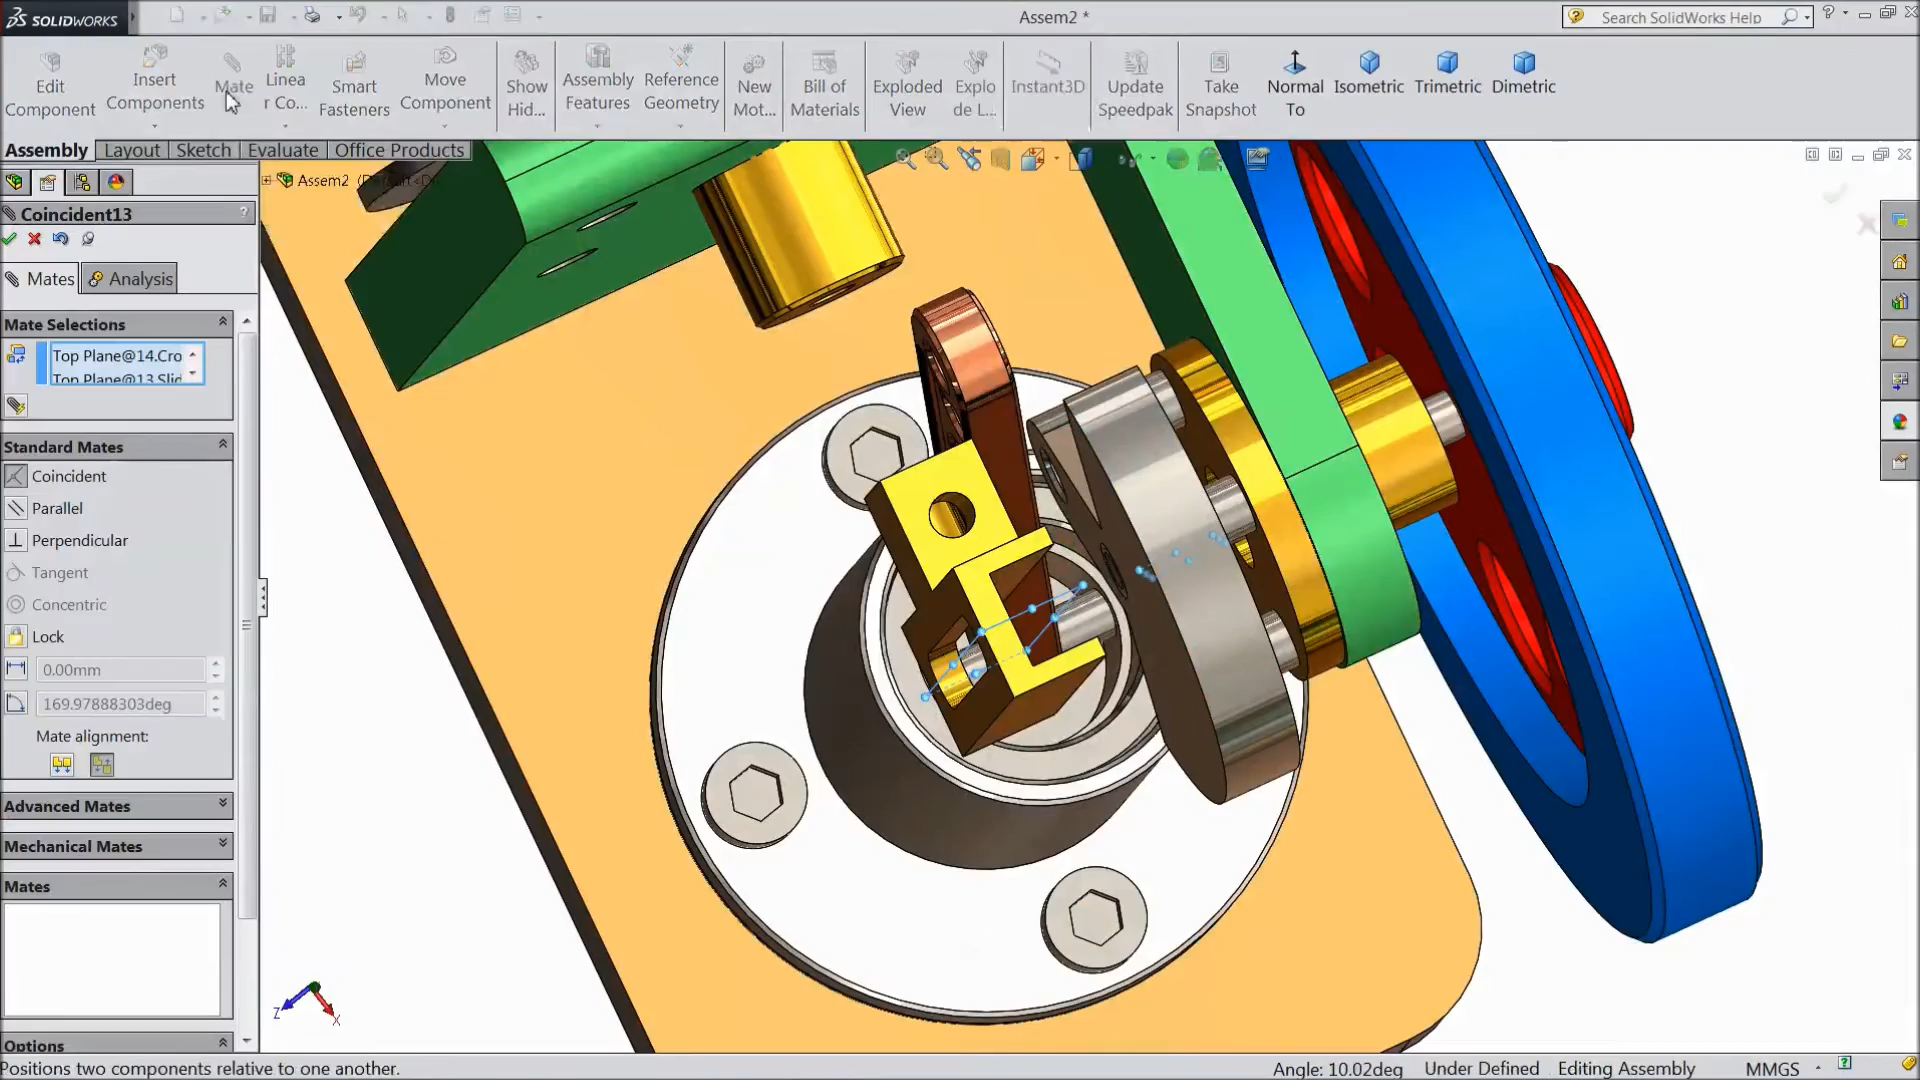 SOLIDWORKS
Assem2 *
Search SolidWorks Help
Edit Component
Insert Components
Mate
Linea r Co...
Smart Fasteners
Move Component
Show Hid...
Assembly Features
Reference Geometry
New Mot...
Bill of Materials
Exploded View
Explo de L...
Instant3D
Update Speedpak
Take Snapshot
Normal To
Isometric
Trimetric
Dimetric
Assembly
Layout
Sketch
Evaluate
Office Products
Assem2
Coincident13
?
Mates
Analysis
Mate Selections
Top Plane@14.Cro
Top Plane@13.Slid
Standard Mates
Coincident
Parallel
Perpendicular
Tangent
Concentric
Lock
0.00mm
169.97888303deg
Mate alignment:
Advanced Mates
Mechanical Mates
Mates
Options
Z
X
Positions two components relative to one another.
Angle: 10.02deg
Under Defined
Editing Assembly
MMGS